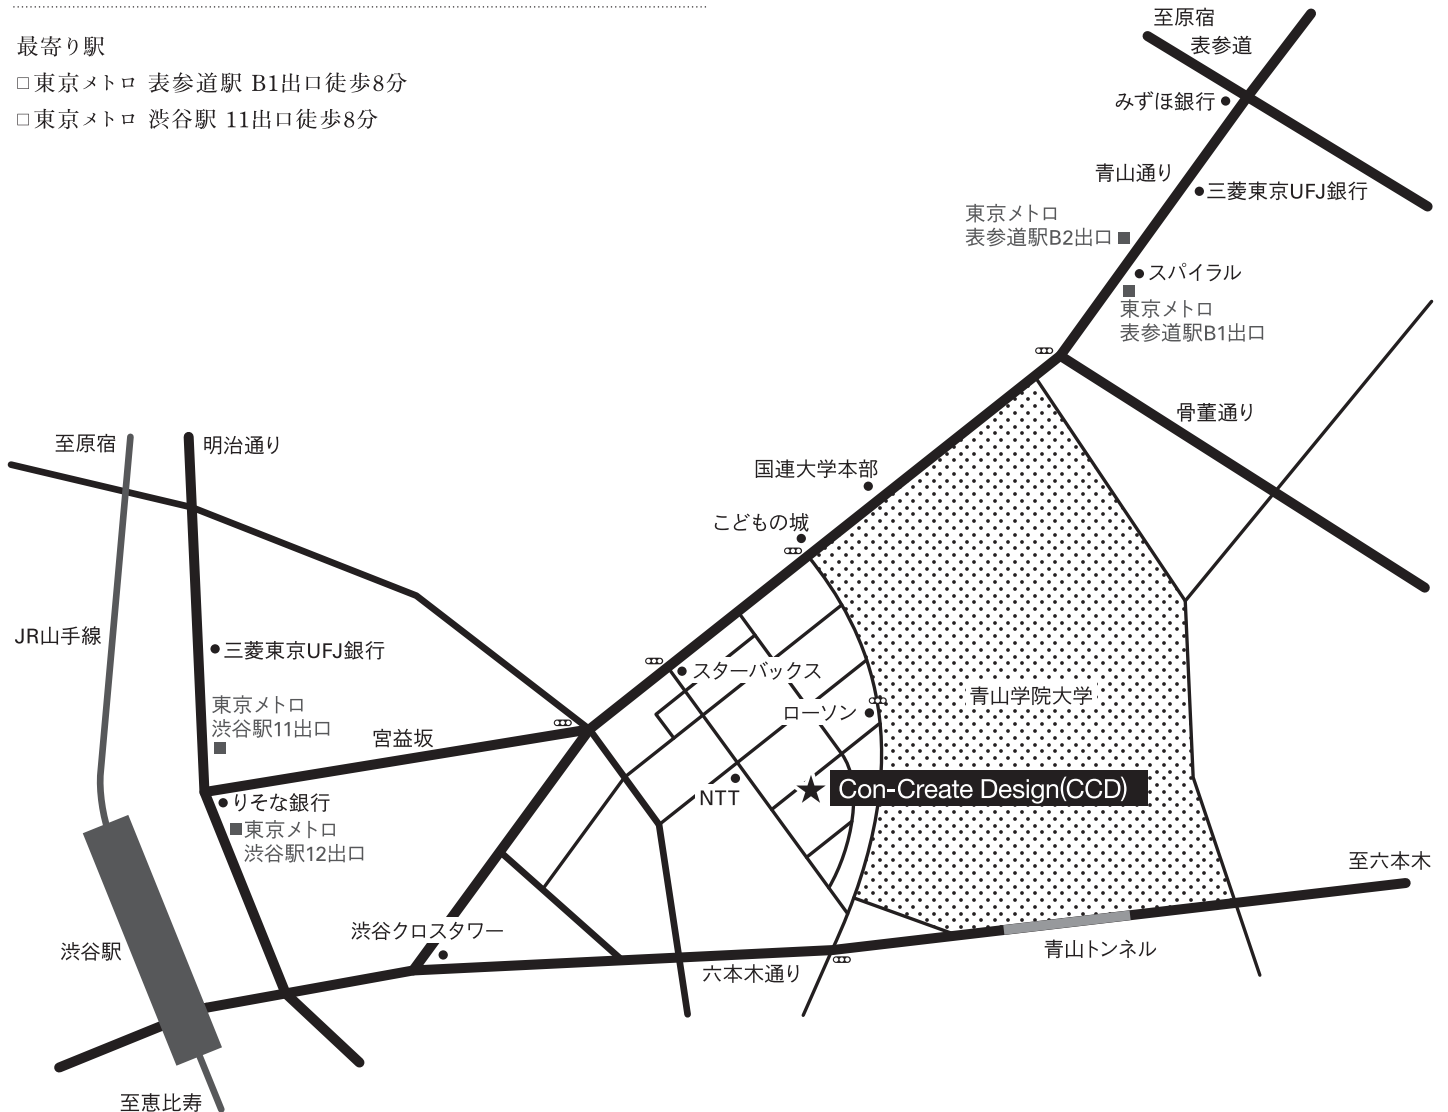 最寄り駅
□東京メトロ 表参道駅 B1出口徒歩8分
□東京メトロ 渋谷駅 11出口徒歩8分
至原宿
表参道
みずほ銀行
青山通り
三菱東京UFJ銀行
東京メトロ
表参道駅B2出口
スパイラル
東京メトロ
表参道駅B1出口
骨董通り
至原宿
明治通り
国連大学本部
こどもの城
JR山手線
三菱東京UFJ銀行
スターバックス
青山学院大学
東京メトロ
渋谷駅11出口
ローソン
宮益坂
Con-Create Design(CCD)
NTT
りそな銀行
東京メトロ
渋谷駅12出口
至六本木
渋谷クロスタワー
渋谷駅
青山トンネル
六本木通り
至恵比寿